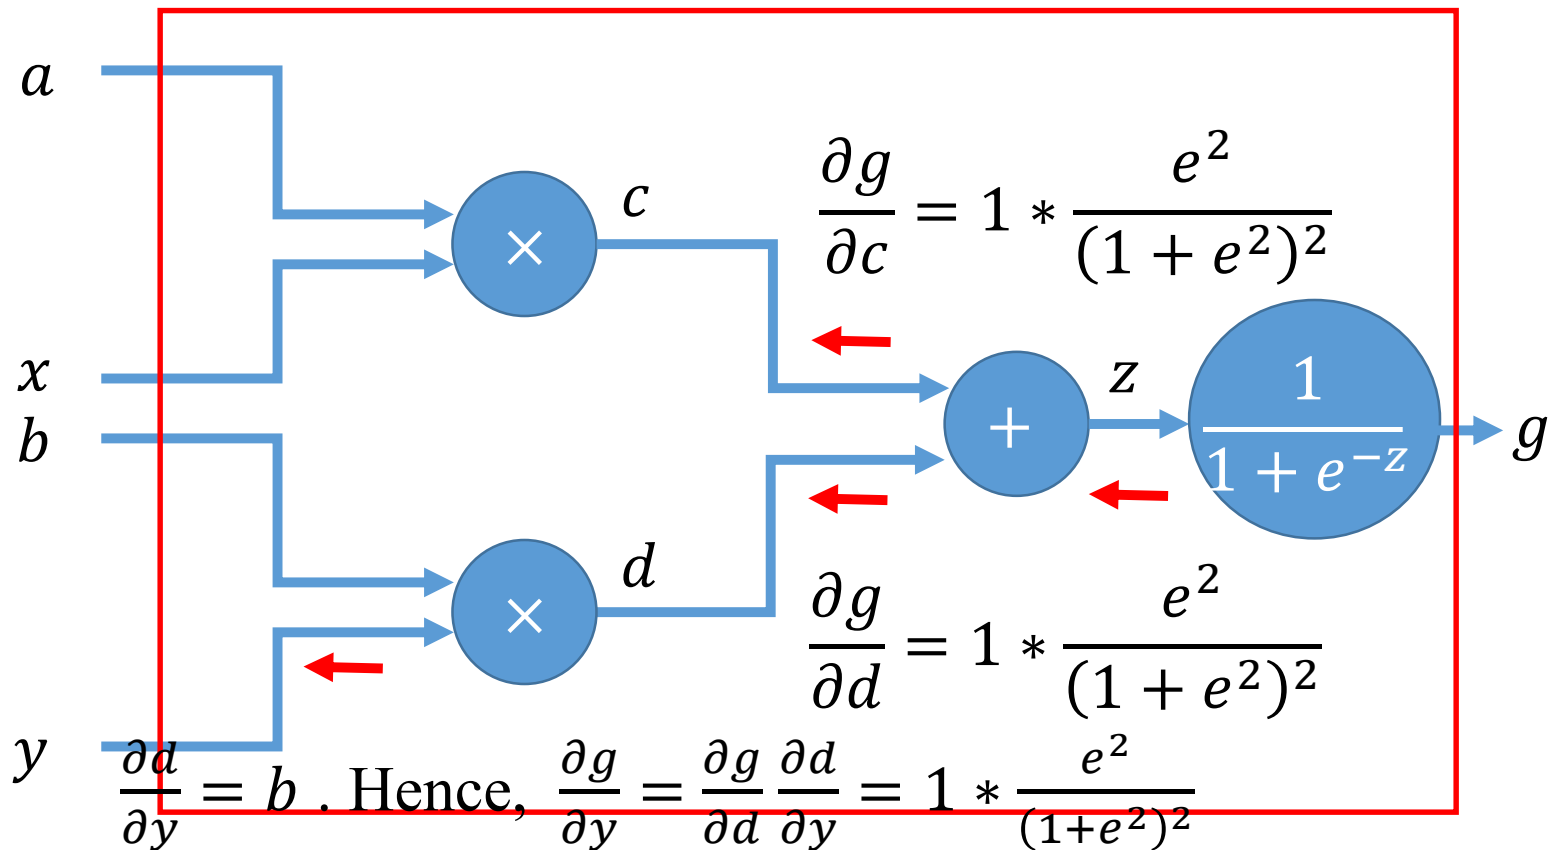 a
c
∂g/∂c = 1 * e²/(1 + e²)²
×
x
z
1/(1 + e⁻ᶻ)
b
+
g
d
×
∂g/∂d = 1 * e²/(1 + e²)²
y
∂d/∂y = b . Hence, ∂g/∂y = ∂g/∂d ∂d/∂y = 1 * e²/(1+e²)²